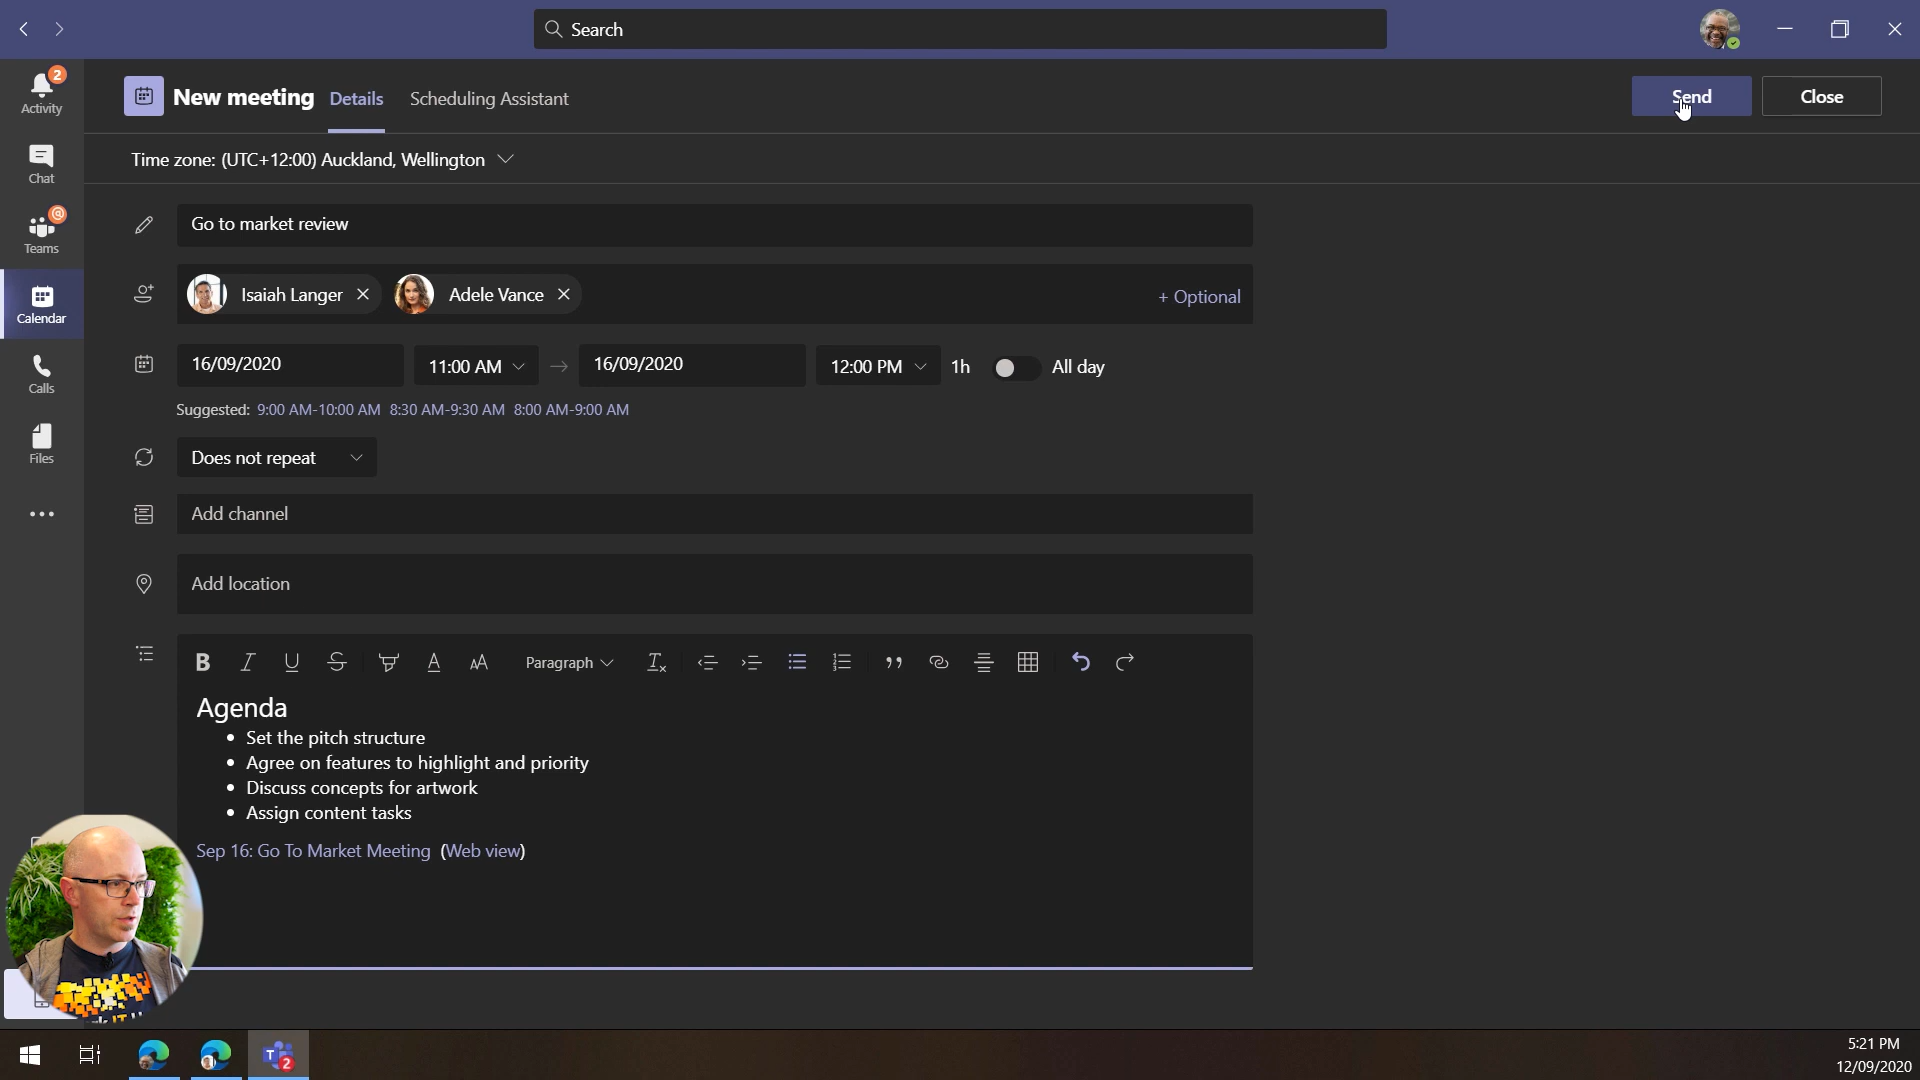 Search
2
Activity
Chat
@
Teams
Calendar
Calls
Files
New meeting
Details
Scheduling Assistant
Send
Close
Time zone: (UTC+12:00) Auckland, Wellington
Go to market review
Isaiah Langer
Adele Vance
+ Optional
16/09/2020
11:00 AM
16/09/2020
12:00 PM
1h
All day
Suggested: 9:00 AM-10:00 AM 8:30 AM-9:30 AM 8:00 AM-9:00 AM
Does not repeat
Add channel
Add location
Paragraph
Agenda
• Set the pitch structure
• Agree on features to highlight and priority
• Discuss concepts for artwork
• Assign content tasks
Sep 16: Go To Market Meeting (Web view)
T
2
5:21 PM
12/09/2020